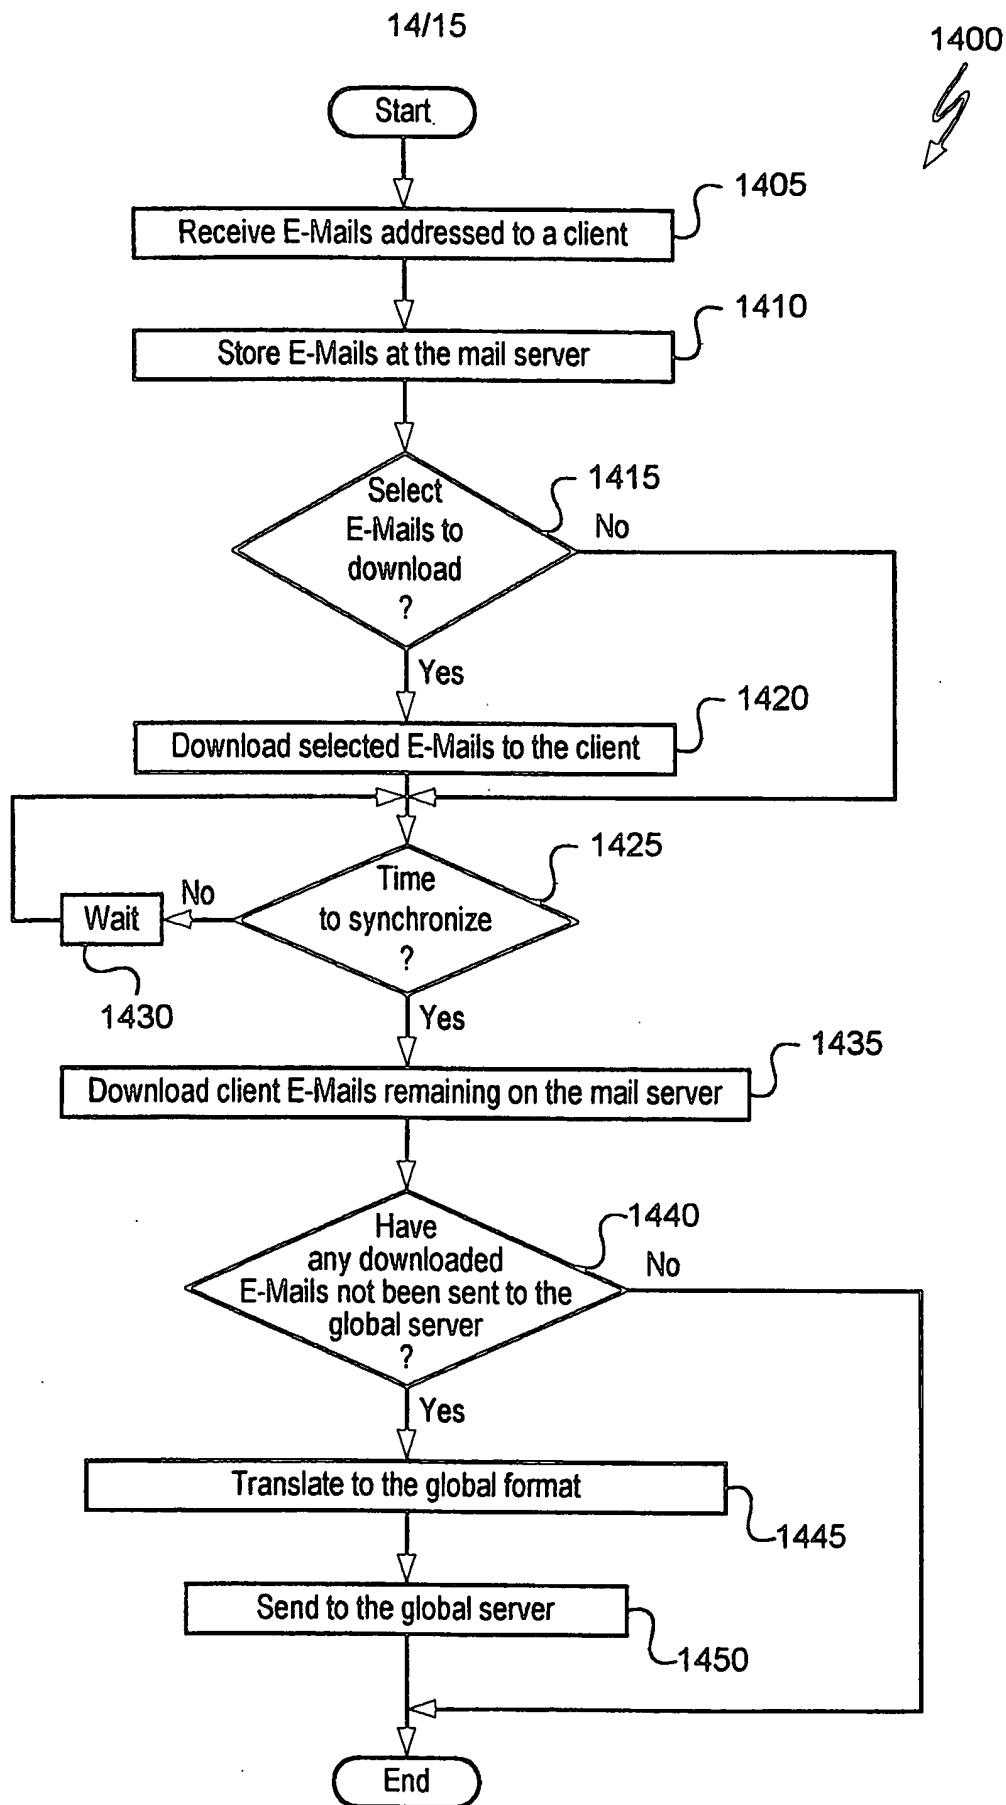 14/15
1400
Start
1405
Receive E-Mails addressed to a client
1410
Store E-Mails at the mail server
1415
Select
E-Mails to
download
?
No
Yes
1420
Download selected E-Mails to the client
1425
Time
to synchronize
?
No
Wait
1430
Yes
1435
Download client E-Mails remaining on the mail server
1440
Have
any downloaded
E-Mails not been sent to the
global server
?
No
Yes
Translate to the global format
1445
Send to the global server
1450
End